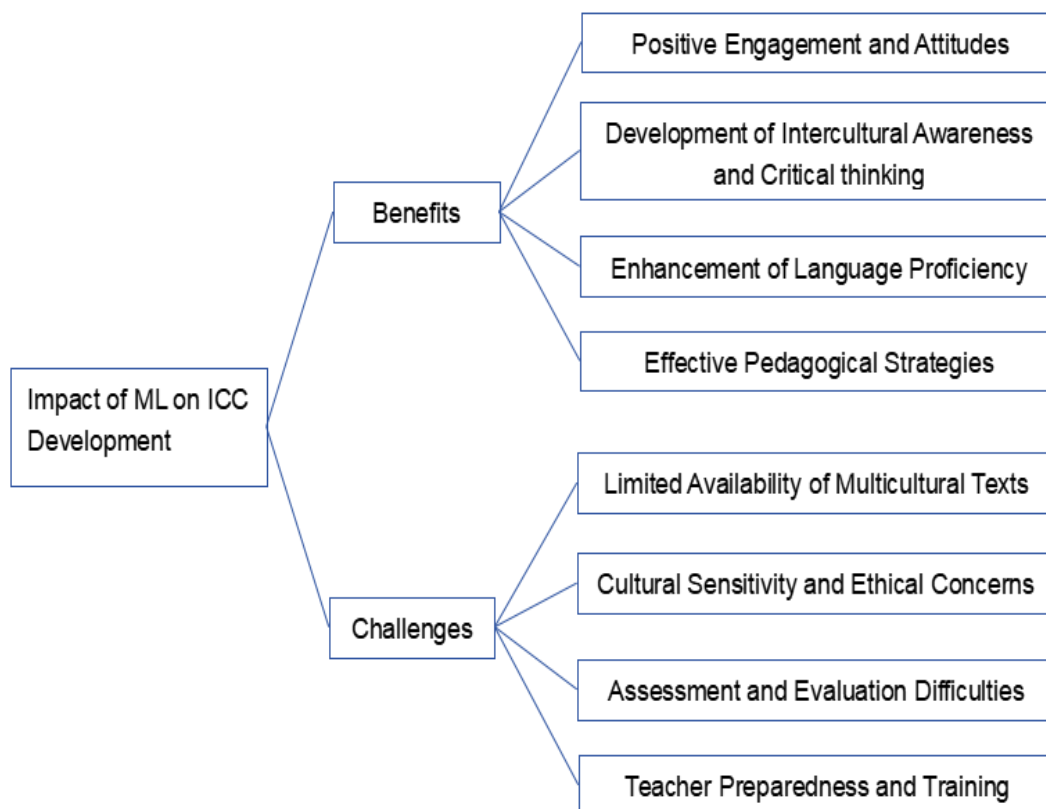 Positive Engagement and Attitudes
Development of Intercultural Awareness
and Critical thinking
Benefits
Enhancement of Language Proficiency
Effective Pedagogical Strategies
Impact of ML on ICC
Development
Limited Availability of Multicultural Texts
Cultural Sensitivity and Ethical Concerns
Challenges
Assessment and Evaluation Difficulties
Teacher Preparedness and Training